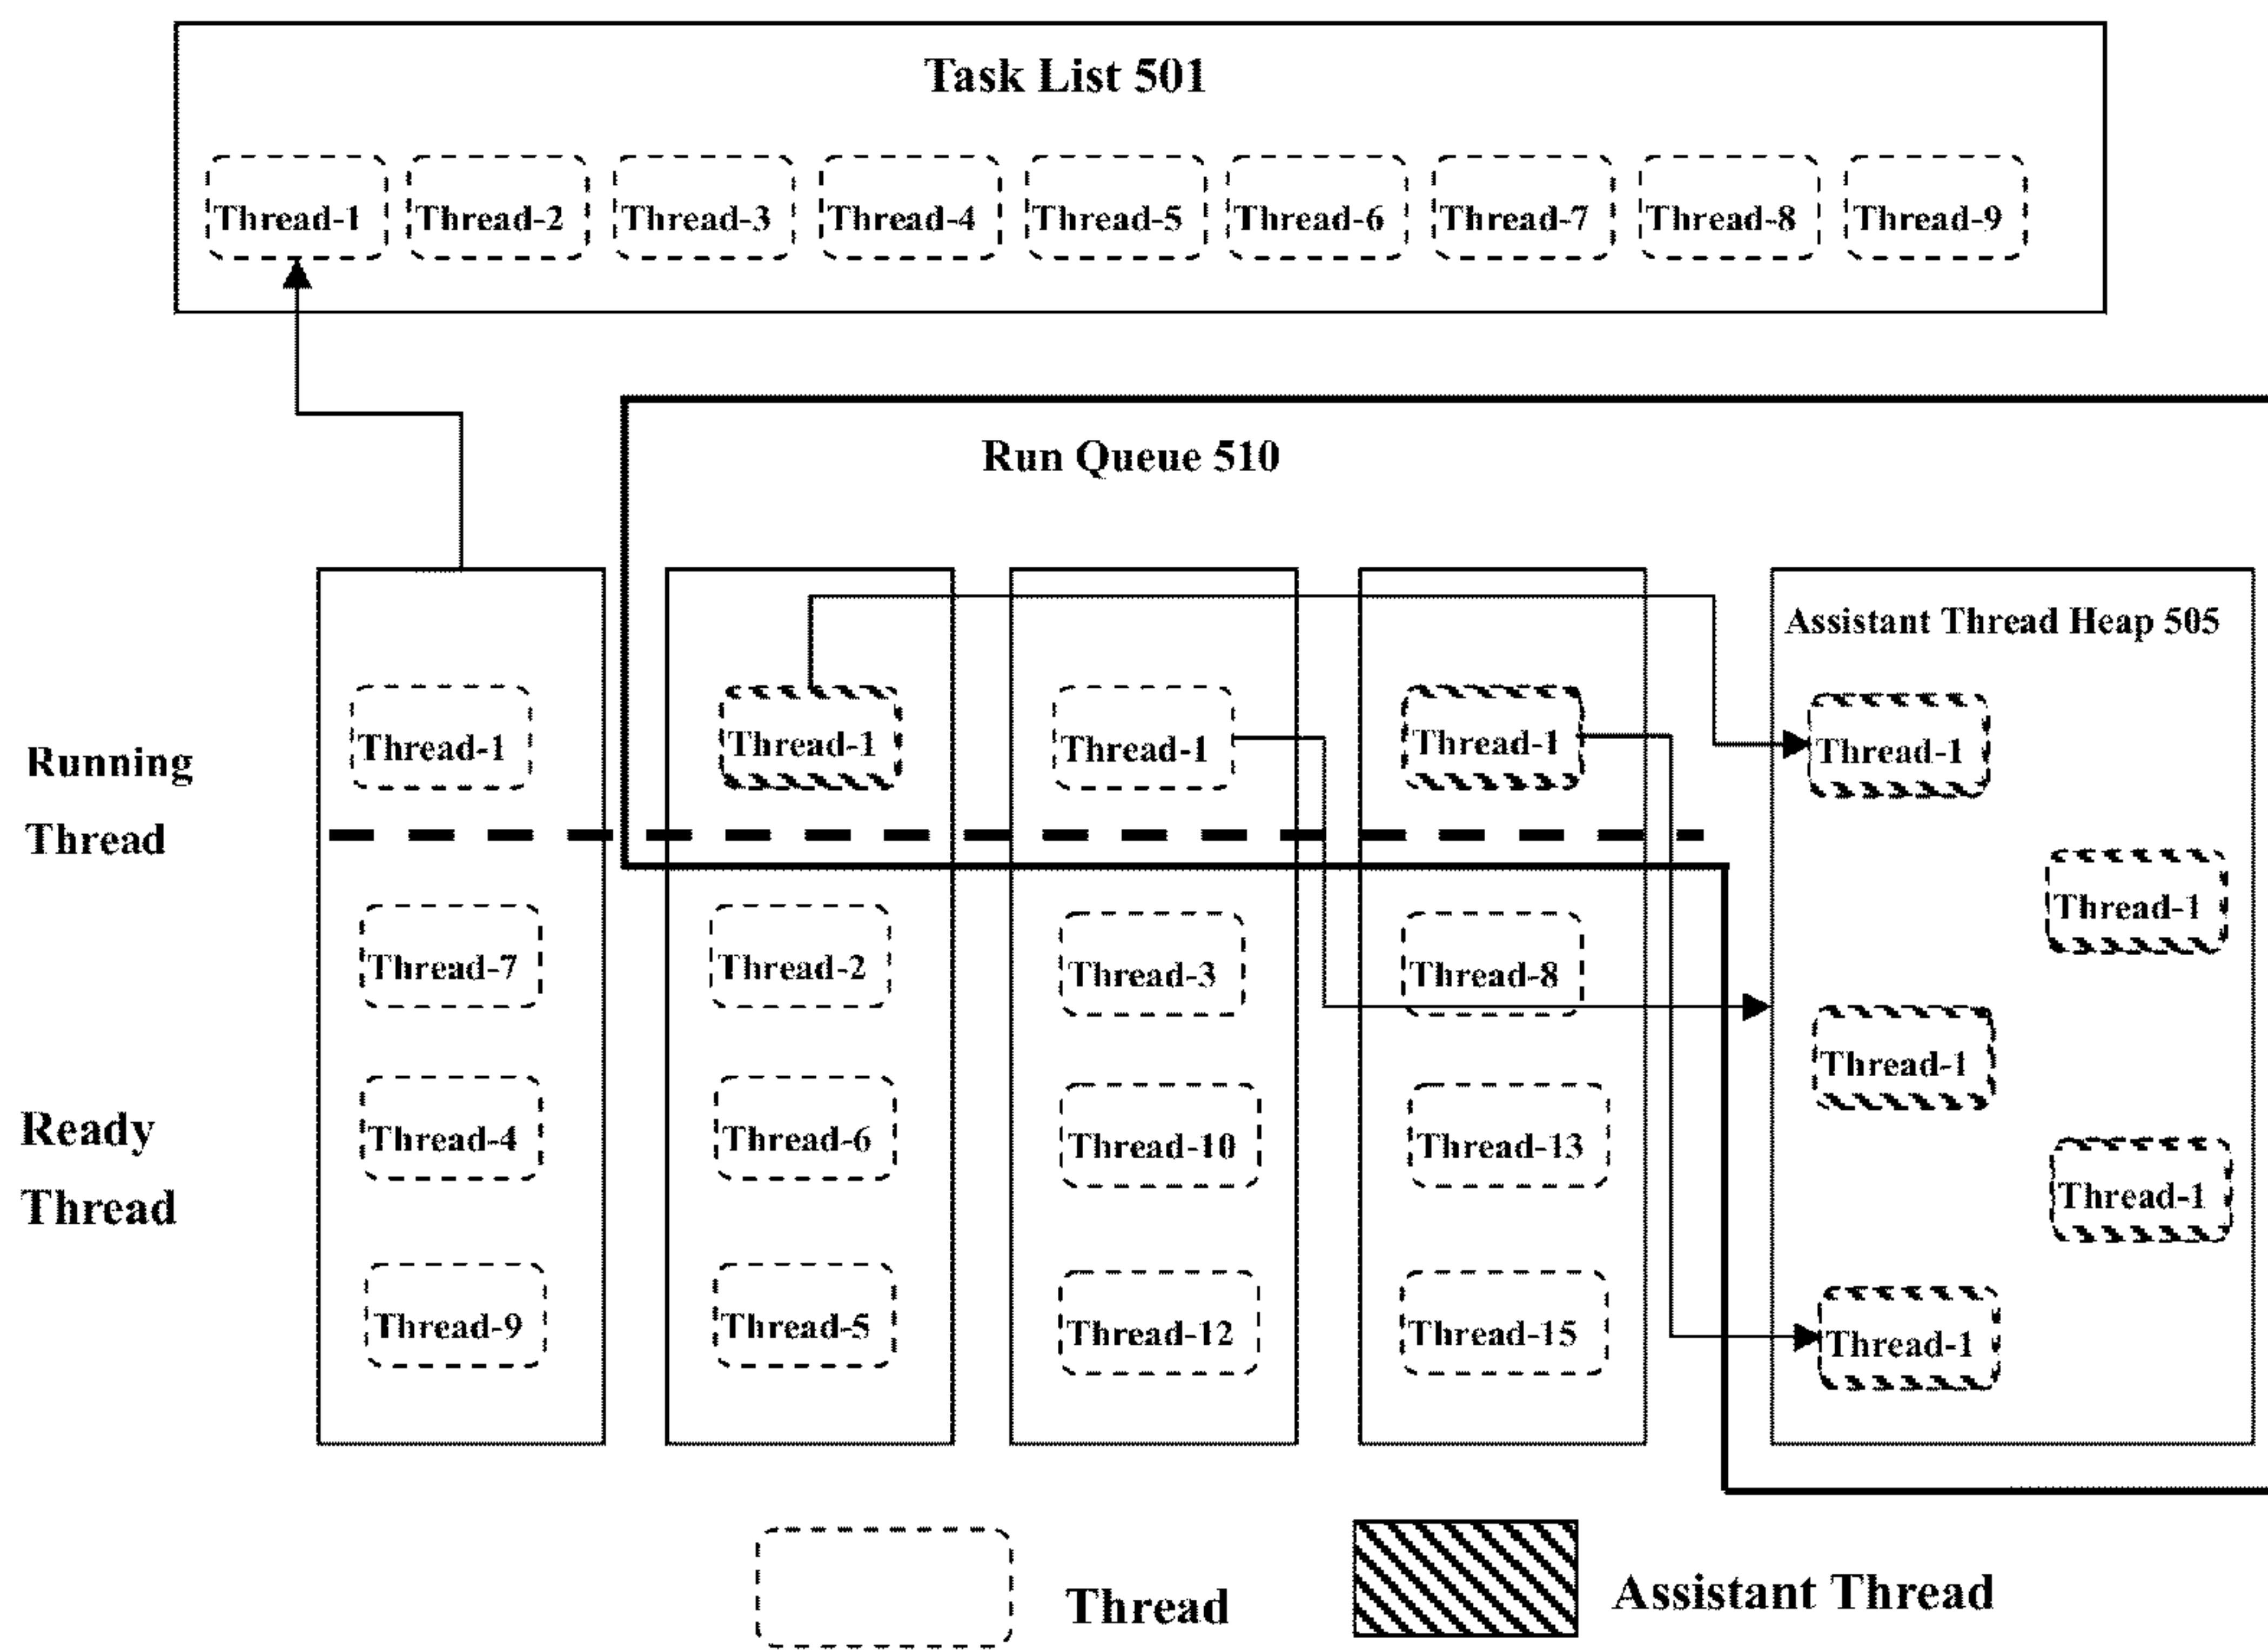 Task List 501
Thread-1 Thread-2 Thread-3 Thread-4 Thread-5 Thread-6 Thread-7 Thread-8 Thread-9
Run Queue 510
Assistant Thread Heap 505
Running
Thread
Thread-1 Thread-1 Thread-1 Thread-1 Thread-1
Thread-1
Thread-7 Thread-2 Thread-3 Thread-8
Thread-1
Ready
Thread
Thread-4 Thread-6 Thread-10 Thread-13
Thread-1
Thread-9 Thread-5 Thread-12 Thread-15 Thread-1
Thread
Assistant Thread